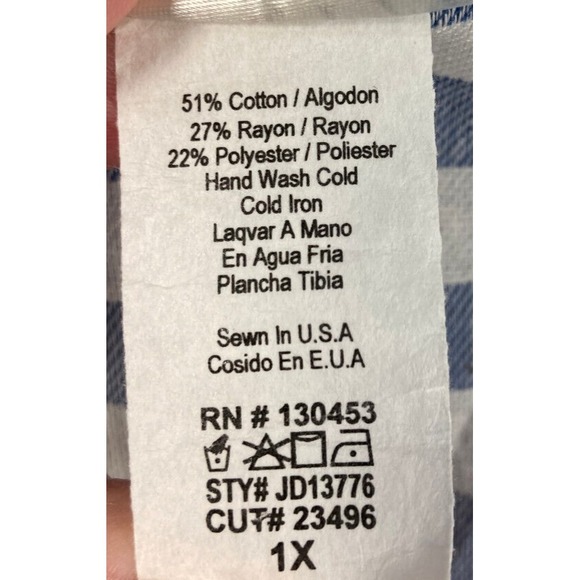 51% Cotton / Algodon
27% Rayon / Rayon
22% Polyester / Poliester
Hand Wash Cold
Cold Iron
Laqvar A Mano
En Agua Fria
Plancha Tibia
Sewn In U.S.A
Cosido En E.U.A
RN # 130453
STY# JD13776
CUT# 23496
1X